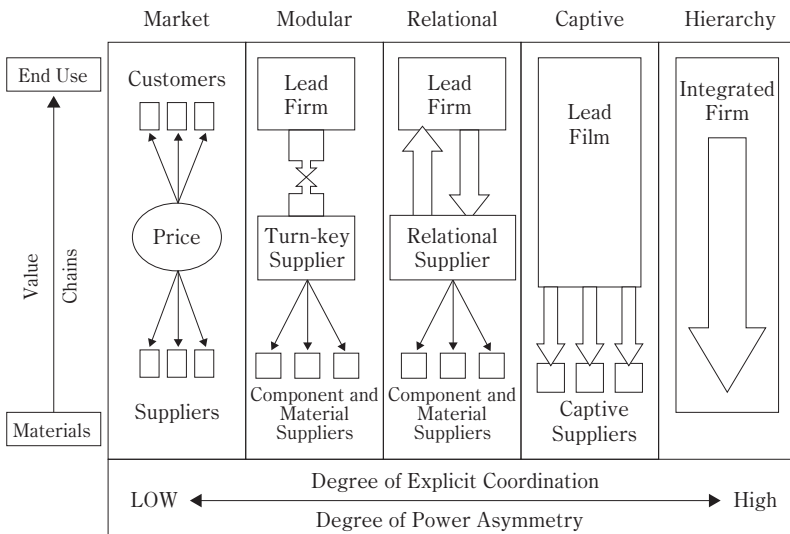 Market
Modular
Relational
Captive
Hierarchy
End Use
Value
Chains
Materials
Customers
Price
Suppliers
Lead
Firm
Turn-key
Supplier
Component and
Material
Suppliers
Lead
Firm
Relational
Supplier
Component and
Material
Suppliers
Lead
Film
Captive
Suppliers
Integrated
Firm
Degree of Explicit Coordination
LOW
High
Degree of Power Asymmetry